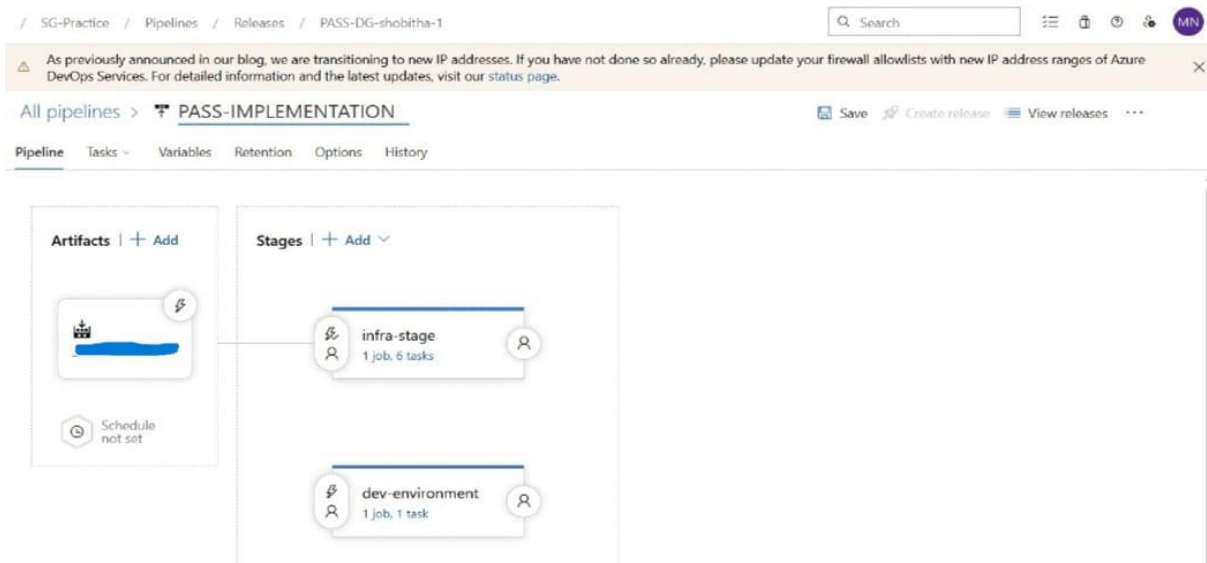 / SG-Practice / Pipelines / Releases / PASS-DG-shobitha-1
Search
MN
As previously announced in our blog, we are transitioning to new IP addresses. If you have not done so already, please update your firewall allowlists with new IP address ranges of Azure
DevOps Services. For detailed information and the latest updates, visit our status page.
All pipelines > PASS-IMPLEMENTATION
Save Create release View releases ...
Pipeline Tasks Variables Retention Options History
Artifacts | + Add
Stages | + Add
infra-stage
1 job, 6 tasks
Schedule
not set
dev-environment
1 job, 1 task